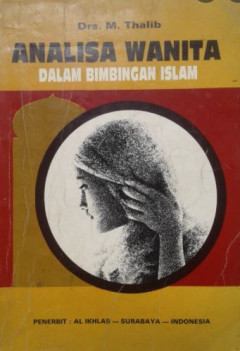 Drs. M. Thalib
ANALISA WANITA
DALAM BIMBINGAN ISLAM
PENERBIT : AL IKHLAS — SURABAYA — INDONESIA